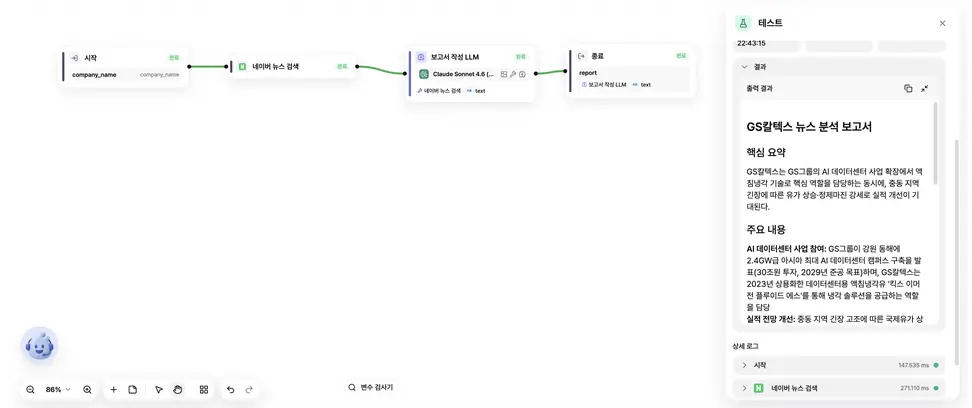 시작
완료
company_name
company_name
네이버 뉴스 검색
완료
보고서 작성 LLM
완료
Claude Sonnet 4.6 (...
네이버 뉴스 검색
text
종료
완료
report
보고서 작성 LLM
text
86%
변수 검사기
테스트
22:43:15
결과
출력 결과
GS칼텍스 뉴스 분석 보고서
핵심 요약
GS칼텍스는 GS그룹의 AI 데이터센터 사업 확장에서 액
침냉각 기술로 핵심 역할을 담당하는 동시에, 중동 지역
긴장에 따른 유가 상승·정제마진 강세로 실적 개선이 기
대된다.
주요 내용
AI 데이터센터 사업 참여: GS그룹이 강원 동해에
2.4GW급 아시아 최대 AI 데이터센터 캠퍼스 구축을 발
표(30조원 투자, 2029년 준공 목표)하며, GS칼텍스는
2023년 상용화한 데이터센터용 액침냉각유 '킥스 이머
전 플루이드 에스'를 통해 냉각 솔루션을 공급하는 역할
을 담당
실적 전망 개선: 중동 지역 긴장 고조에 따른 국제유가 상
상세 로그
시작
147.635 ms
네이버 뉴스 검색
271.110 ms